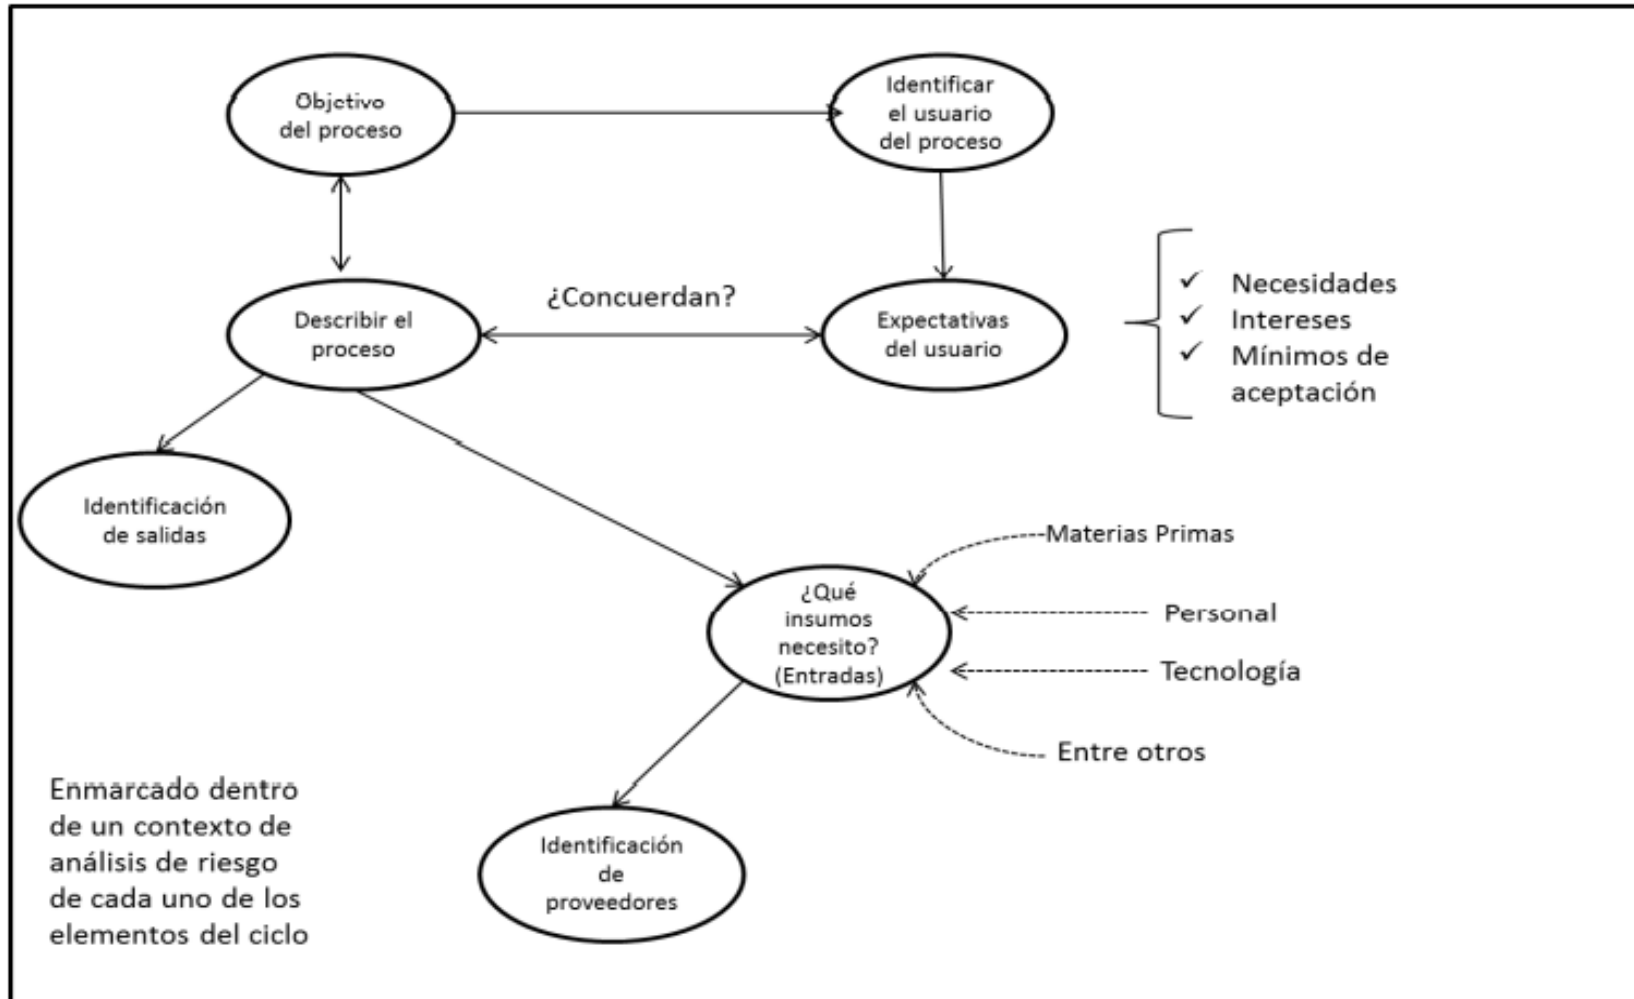 Objetivo
del proceso
Identificar
el usuario
del proceso
Describir el
proceso
¿Concuerdan?
Expectativas
del usuario
✓ Necesidades
✓ Intereses
✓ Mínimos de
aceptación
Identificación
de salidas
¿Qué
insumos
necesito?
(Entradas)
Materias Primas
Personal
Tecnología
Entre otros
Identificación
de
proveedores
Enmarcado dentro
de un contexto de
análisis de riesgo
de cada uno de los
elementos del ciclo